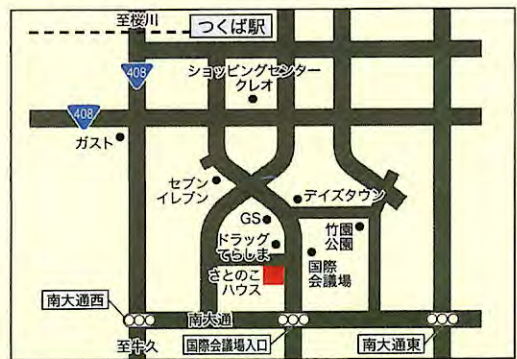 至桜川
つくば駅
408
ショッピングセンター
クレオ
408
ガスト
セブン
イレブン
デイズタウン
GS
竹園
公園
ドラッグ
てらしま
国際
会議場
さとのこ
ハウス
南大通西
南大通
国際会議場入口
南大通東
至牛久